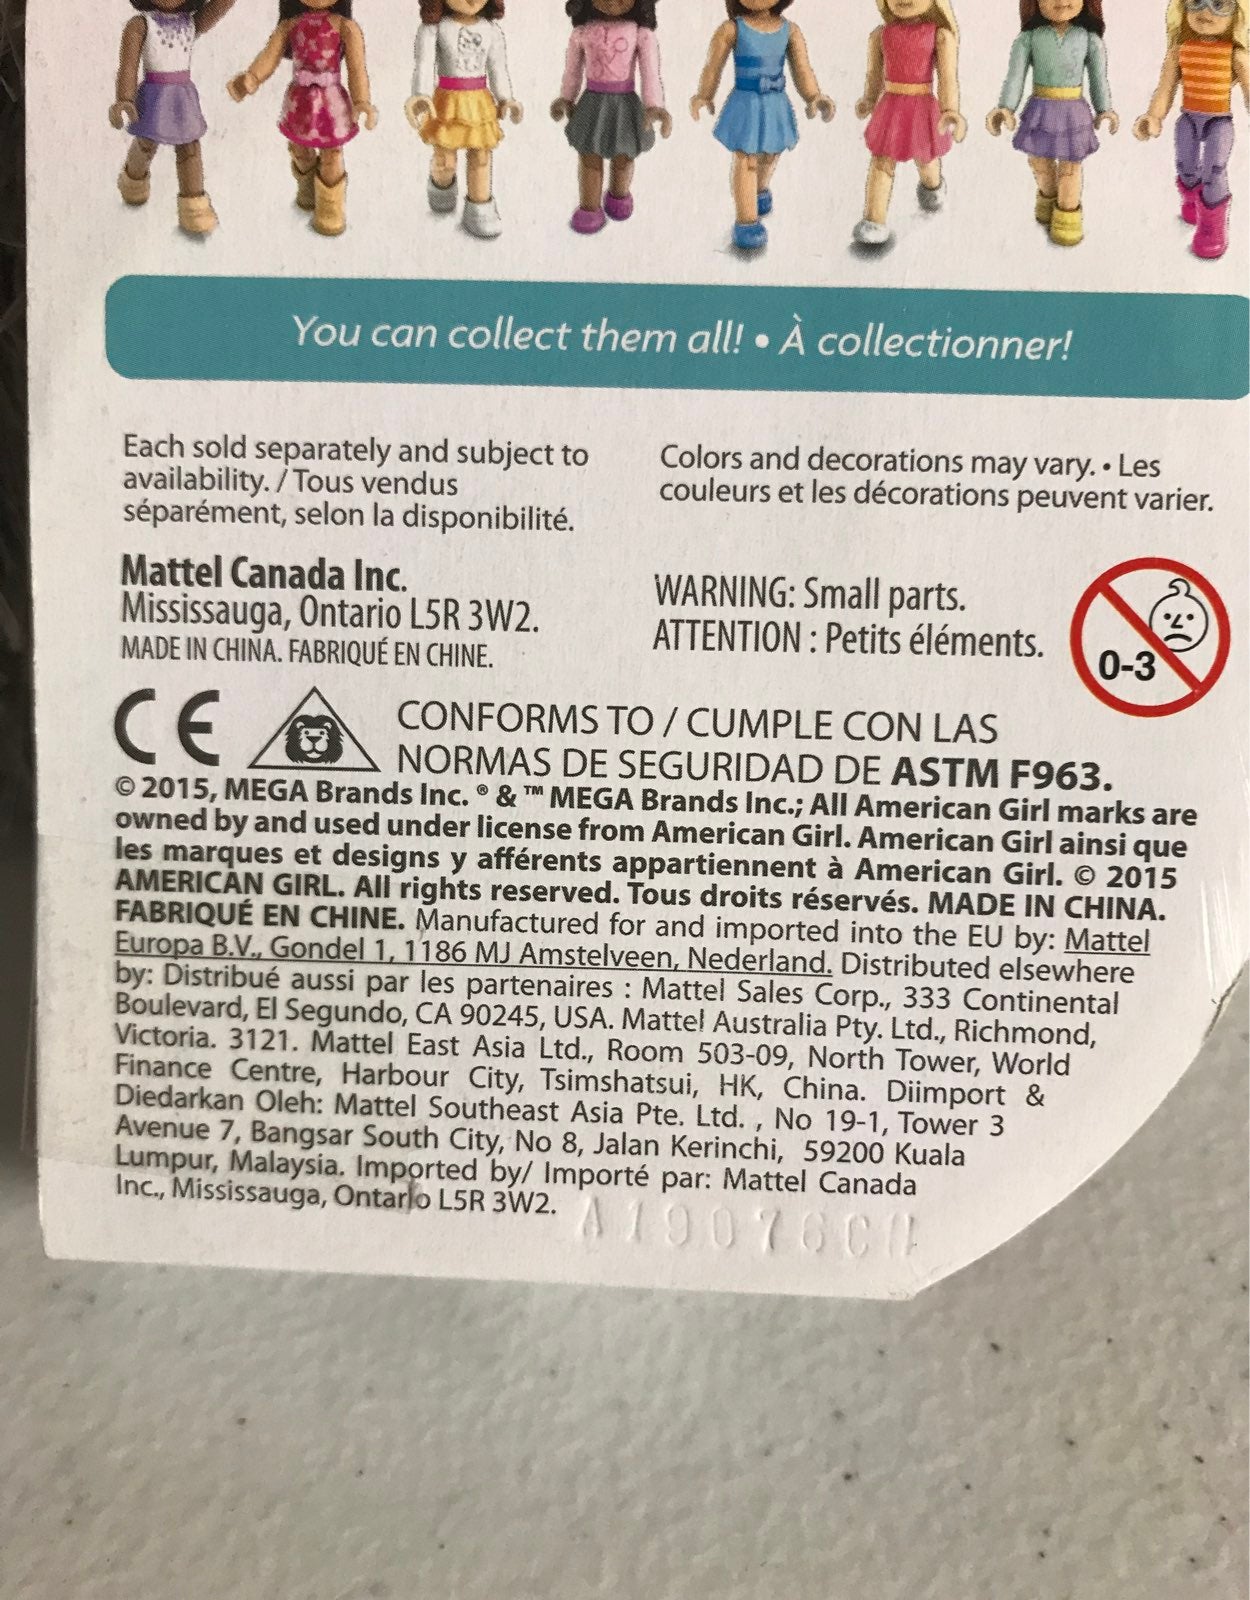 You can collect them all! • À collectionner!
Each sold separately and subject to
availability. / Tous vendus
séparément, selon la disponibilité.
Colors and decorations may vary. • Les
couleurs et les décorations peuvent varier.
Mattel Canada Inc.
Mississauga, Ontario L5R 3W2.
MADE IN CHINA. FABRIQUÉ EN CHINE.
WARNING: Small parts.
ATTENTION : Petits éléments.
0-3
CE
CONFORMS TO / CUMPLE CON LAS
NORMAS DE SEGURIDAD DE ASTM F963.
© 2015, MEGA Brands Inc. ® & ™ MEGA Brands Inc.; All American Girl marks are
owned by and used under license from American Girl. American Girl ainsi que
les marques et designs y afférents appartiennent à American Girl. © 2015
AMERICAN GIRL. All rights reserved. Tous droits réservés. MADE IN CHINA.
FABRIQUÉ EN CHINE. Manufactured for and imported into the EU by: Mattel
Europa B.V., Gondel 1, 1186 MJ Amstelveen, Nederland. Distributed elsewhere
by: Distribué aussi par les partenaires : Mattel Sales Corp., 333 Continental
Boulevard, El Segundo, CA 90245, USA. Mattel Australia Pty. Ltd., Richmond,
Victoria. 3121. Mattel East Asia Ltd., Room 503-09, North Tower, World
Finance Centre, Harbour City, Tsimshatsui, HK, China. Diimport &
Diedarkan Oleh: Mattel Southeast Asia Pte. Ltd. , No 19-1, Tower 3
Avenue 7, Bangsar South City, No 8, Jalan Kerinchi, 59200 Kuala
Lumpur, Malaysia. Imported by/ Importé par: Mattel Canada
Inc., Mississauga, Ontario L5R 3W2.